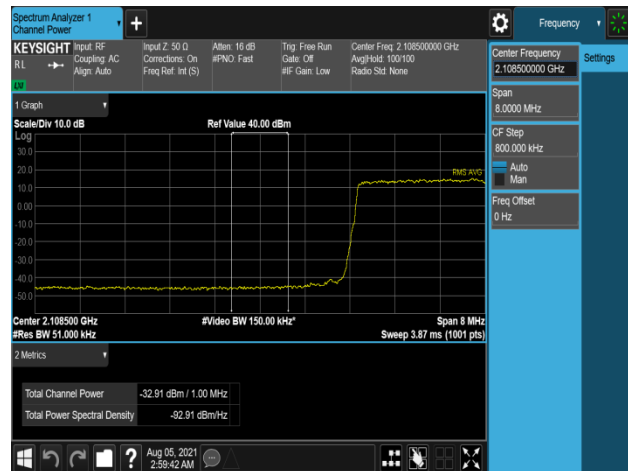 Spectrum Analyzer 1
Channel Power
Frequency
KEYSIGHT
RL
Input: RF
Coupling: AC
Align: Auto
Input Z: 50 Ω
Corrections: On
Freq Ref: Int (S)
Atten: 16 dB
#PNO: Fast
Trig: Free Run
Gate: Off
#IF Gain: Low
Center Freq: 2.108500000 GHz
Avg|Hold: 100/100
Radio Std: None
Center Frequency
2.108500000 GHz
Settings
Span
8.0000 MHz
CF Step
800.000 kHz
Auto
Man
Freq Offset
0 Hz
1 Graph
Scale/Div 10.0 dB
Ref Value 40.00 dBm
Log
30.0
20.0
10.0
0.00
-10.0
-20.0
-30.0
-40.0
-50.0
RMS AVG
Center 2.108500 GHz
#Video BW 150.00 kHz*
Span 8 MHz
#Res BW 51.000 kHz
Sweep 3.87 ms (1001 pts)
2 Metrics
Total Channel Power -32.91 dBm / 1.00 MHz
Total Power Spectral Density -92.91 dBm/Hz
?
Aug 05, 2021
2:59:42 AM